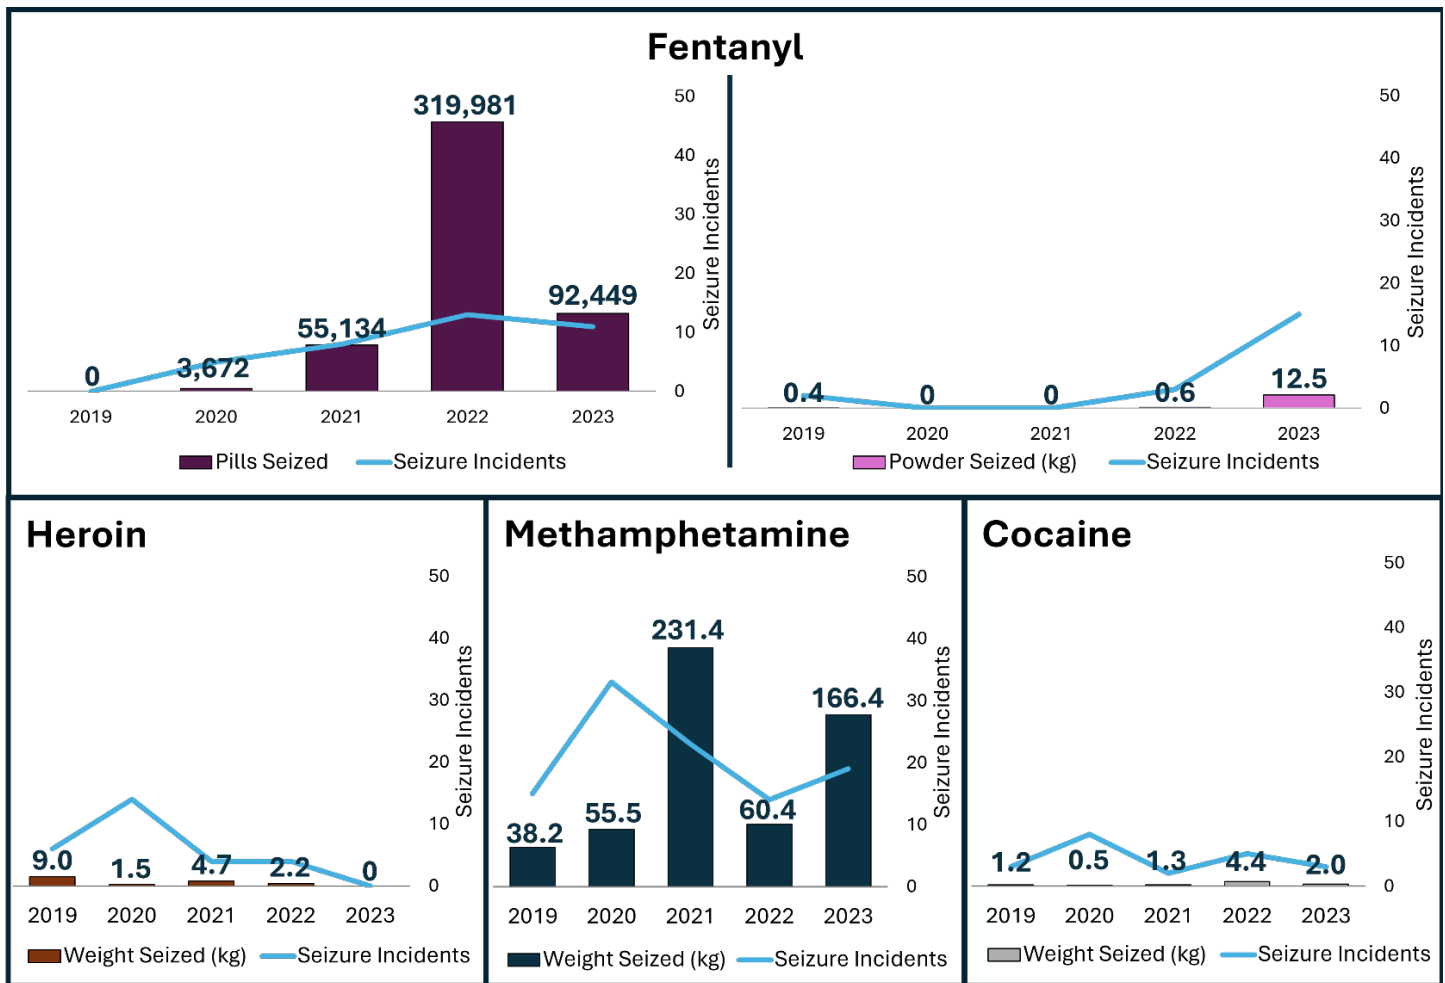 Fentanyl
319,981
92,449
55,134
3,672
0
50
40
30
20
10
0
Seizure Incidents
2019 2020 2021 2022 2023
Pills Seized Seizure Incidents
0.4 0 0 0.6 12.5
50
40
30
20
10
0
Seizure Incidents
2019 2020 2021 2022 2023
Powder Seized (kg) Seizure Incidents
Heroin
9.0 1.5 4.7 2.2 0
50
40
30
20
10
0
Seizure Incidents
2019 2020 2021 2022 2023
Weight Seized (kg) Seizure Incidents
Methamphetamine
231.4
166.4
38.2 55.5 60.4
50
40
30
20
10
0
Seizure Incidents
2019 2020 2021 2022 2023
Weight Seized (kg) Seizure Incidents
Cocaine
1.2 0.5 1.3 4.4 2.0
50
40
30
20
10
0
Seizure Incidents
2019 2020 2021 2022 2023
Weight Seized (kg) Seizure Incidents